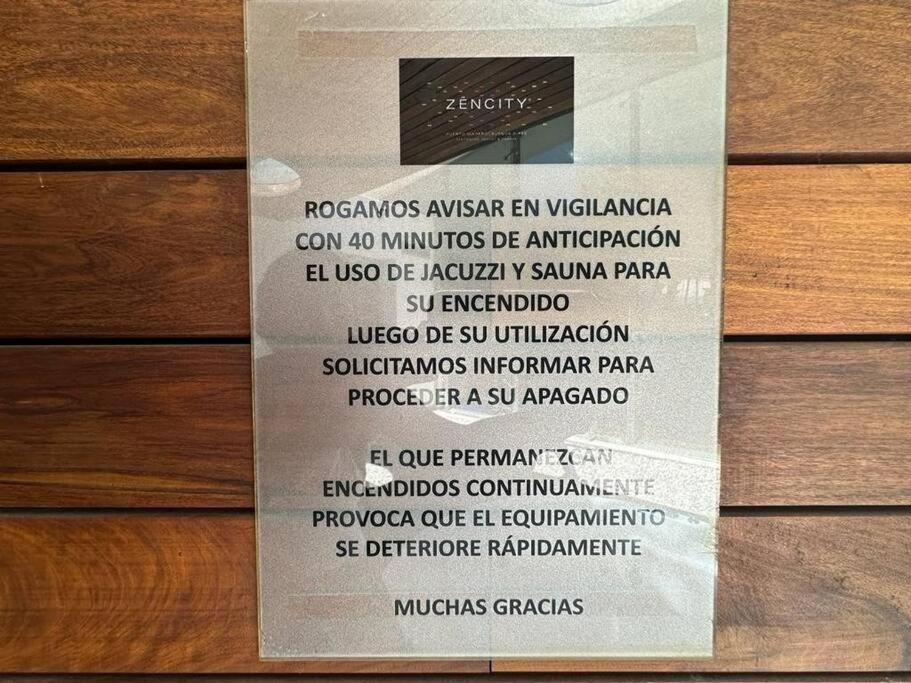 ZĒNCITY
ROGAMOS AVISAR EN VIGILANCIA
CON 40 MINUTOS DE ANTICIPACIÓN
EL USO DE JACUZZI Y SAUNA PARA
SU ENCENDIDO
LUEGO DE SU UTILIZACIÓN
SOLICITAMOS INFORMAR PARA
PROCEDER A SU APAGADO
EL QUE PERMANEZCAN
ENCENDIDOS CONTINUAMENTE
PROVOCA QUE EL EQUIPAMIENTO
SE DETERIORE RÁPIDAMENTE
MUCHAS GRACIAS